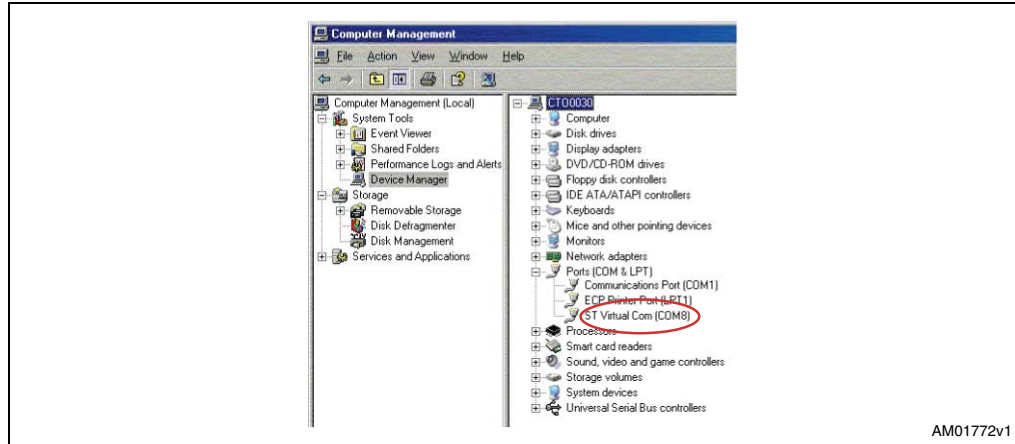 Computer Management
File Action View Window Help
Computer Management (Local)
System Tools
Event Viewer
Shared Folders
Performance Logs and Alerts
Device Manager
Storage
Removable Storage
Disk Defragmenter
Disk Management
Services and Applications
CTO0030
Computer
Disk drives
Display adapters
DVD/CD-ROM drives
Floppy disk controllers
IDE ATA/ATAPI controllers
Keyboards
Mice and other pointing devices
Monitors
Network adapters
Ports (COM & LPT)
Communications Port (COM1)
ECP Printer Port (LPT1)
ST Virtual Com (COM8)
Processors
Smart card readers
Sound, video and game controllers
Storage volumes
System devices
Universal Serial Bus controllers
AM01772v1